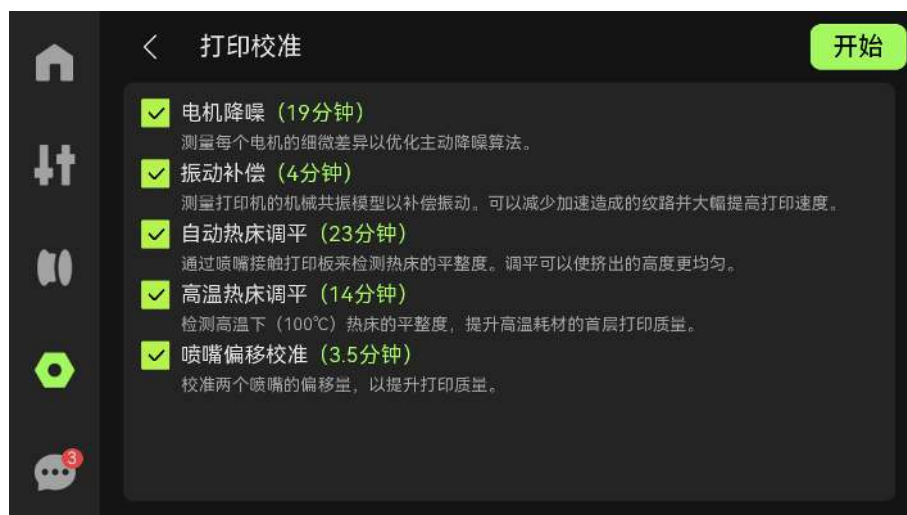 打印校准
开始
电机降噪（19分钟）
测量每个电机的细微差异以优化主动降噪算法。
振动补偿（4分钟）
测量打印机的机械共振模型以补偿振动。可以减少加速造成的纹路并大幅提高打印速度。
自动热床调平（23分钟）
通过喷嘴接触打印板来检测热床的平整度。调平可以使挤出的高度更均匀。
高温热床调平（14分钟）
检测高温下（100℃）热床的平整度，提升高温耗材的首层打印质量。
喷嘴偏移校准（3.5分钟）
校准两个喷嘴的偏移量，以提升打印质量。
3